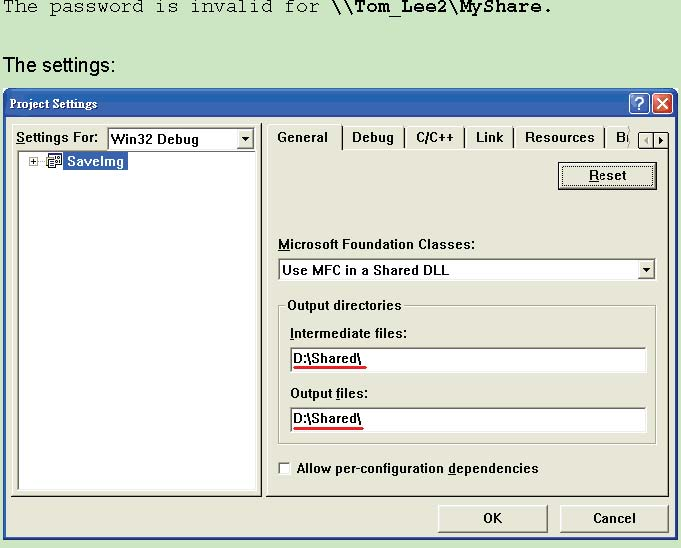 The password is invalid for \\Tom_Lee2\MyShare.
The settings:
Project Settings
Settings For: Win32 Debug
SaveImg
General Debug C/C++ Link Resources
Reset
Microsoft Foundation Classes:
Use MFC in a Shared DLL
Output directories
Intermediate files:
D:\Shared\
Output files:
D:\Shared\
Allow per-configuration dependencies
OK Cancel